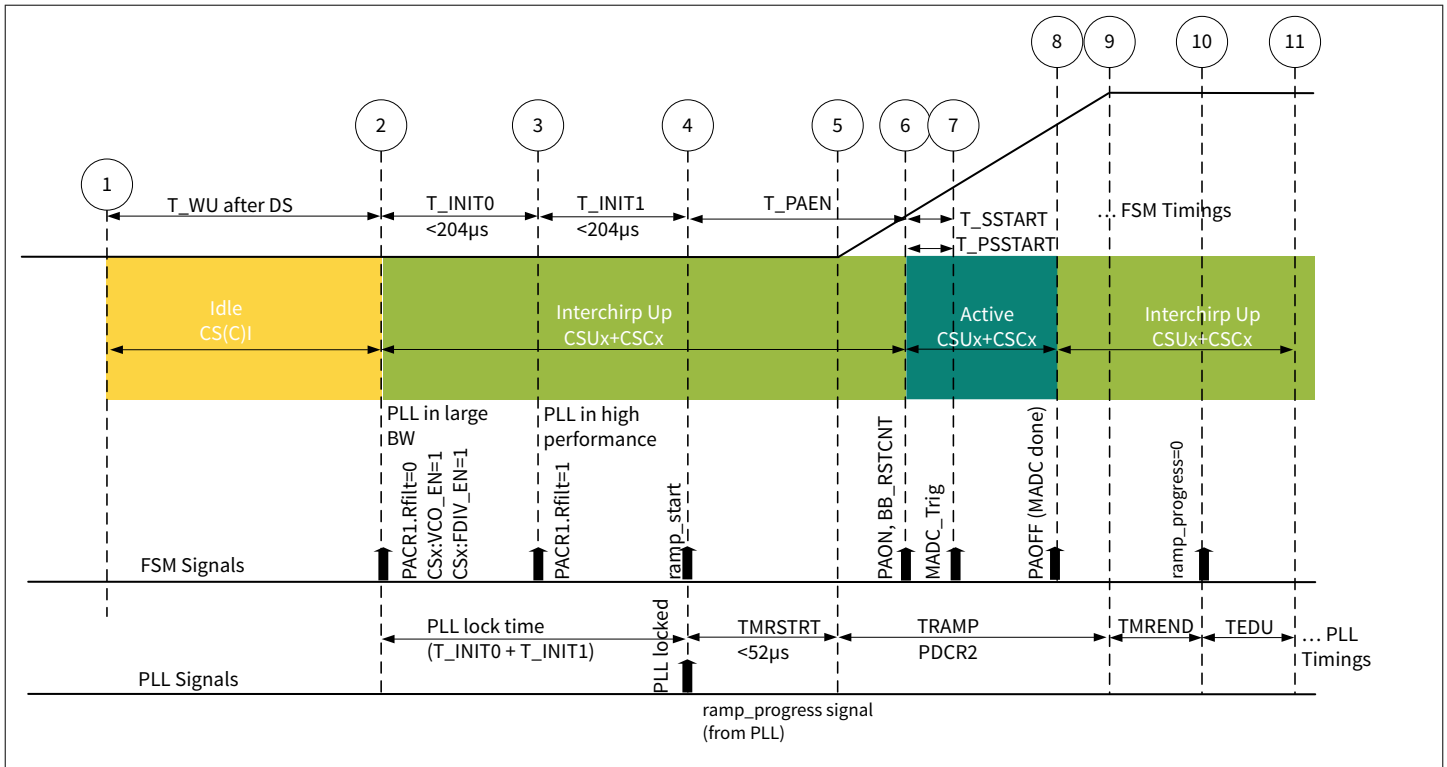 8
9
10
11
2
3
4
5
6
7
1
T_WU after DS
T_INIT0
<204µs
T_INIT1
<204µs
T_PAEN
T_SSTART
T_PSSTART
... FSM Timings
Idle
CS(C)I
Interchirp Up
CSUx+CSCx
Active
CSUx+CSCx
Interchirp Up
CSUx+CSCx
PLL in large
BW
PLL in high
performance
PACR1.Rfilt=0
CSx:VCO_EN=1
CSx:FDIV_EN=1
PACR1.Rfilt=1
ramp_start
PAON, BB_RSTCNT
MADC_Trig
PAOFF (MADC done)
ramp_progress=0
FSM Signals
PLL lock time
(T_INIT0 + T_INIT1)
PLL locked
TMRSTRT
<52µs
TRAMP
PDCR2
TMREND
TEDU
... PLL
Timings
PLL Signals
ramp_progress signal
(from PLL)